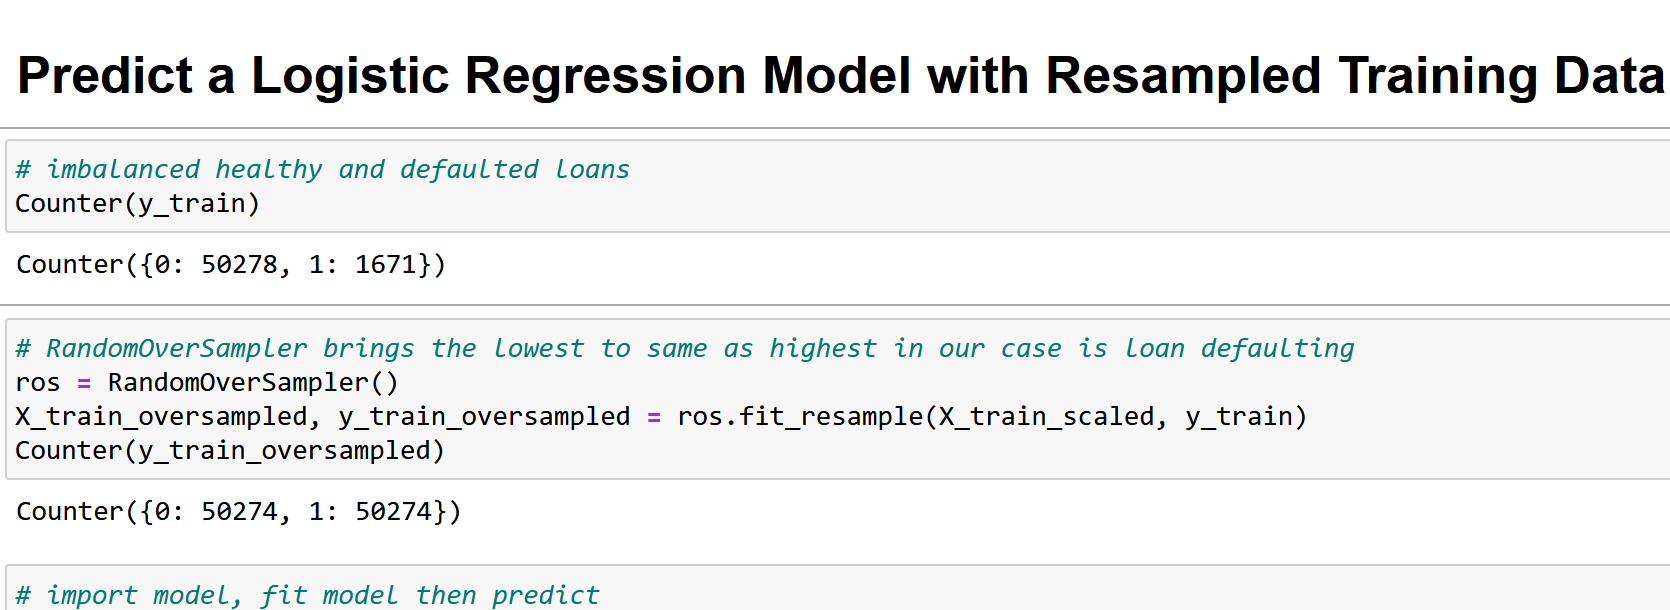 Predict a Logistic Regression Model with Resampled Training Data
# imbalanced healthy and defaulted loans
Counter(y_train)
Counter({0: 50278, 1: 1671})
# RandomOverSampler brings the lowest to same as highest in our case is loan defaulting
ros = RandomOverSampler()
X_train_oversampled, y_train_oversampled = ros.fit_resample(X_train_scaled, y_train)
Counter(y_train_oversampled)
Counter({0: 50274, 1: 50274})
# import model, fit model then predict